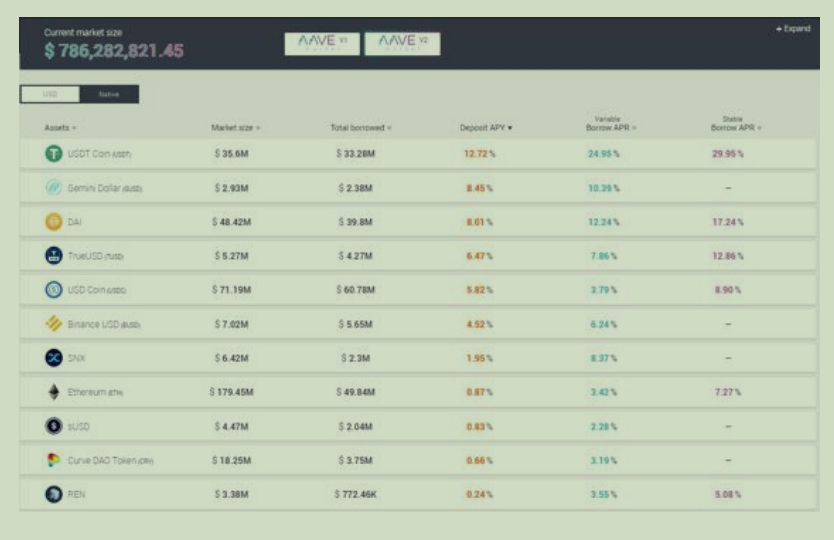 Current market size
$ 786,282,821.45
AAVE V1
market
AAVE V2
market
+ Expand
USD Native
Assets Market size Total borrowed Deposit APY Variable Borrow APR Stable Borrow APR
USDT Coin (USDT) $ 35.6M $ 33.28M 12.72 % 24.95 % 29.95 %
Gemini Dollar (GUSD) $ 2.93M $ 2.38M 8.45 % 10.39 % –
DAI $ 48.42M $ 39.8M 8.01 % 12.24 % 17.24 %
TrueUSD (TUSD) $ 5.27M $ 4.27M 6.47 % 7.86 % 12.86 %
USD Coin (USDC) $ 71.19M $ 60.78M 5.82 % 3.79 % 8.90 %
Binance USD (BUSD) $ 7.02M $ 5.65M 4.52 % 6.24 % –
SNX $ 6.42M $ 2.3M 1.95 % 8.37 % –
Ethereum (ETH) $ 179.45M $ 49.84M 0.87 % 3.42 % 7.27 %
sUSD $ 4.47M $ 2.04M 0.83 % 2.28 % –
Curve DAO Token (CRV) $ 18.25M $ 3.75M 0.66 % 3.19 % –
REN $ 3.38M $ 772.46K 0.24 % 3.55 % 5.08 %